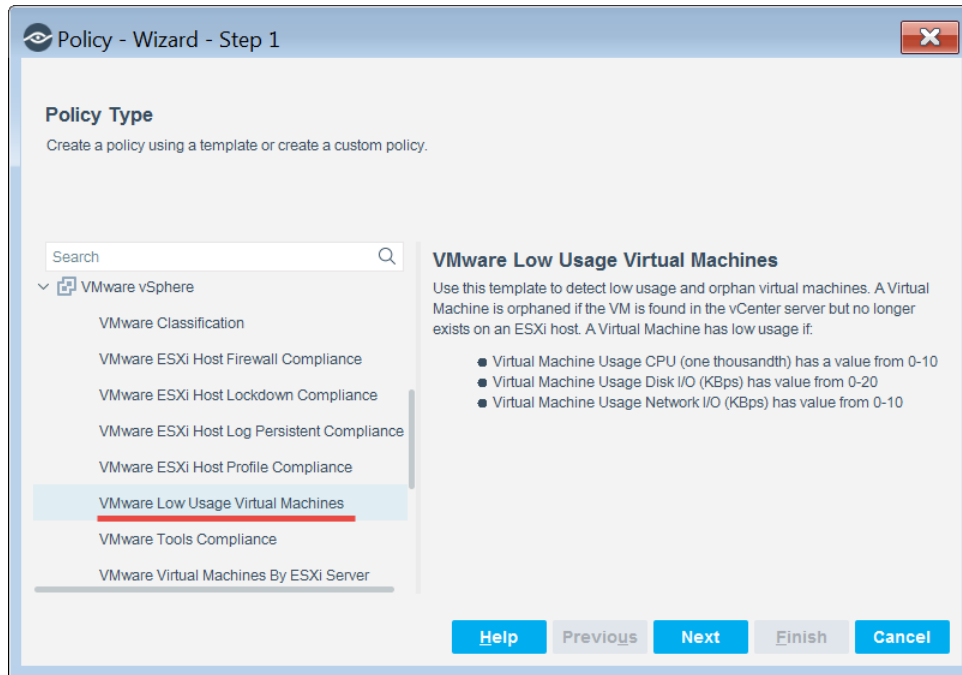 Policy - Wizard - Step 1
Policy Type
Create a policy using a template or create a custom policy.
Search
VMware vSphere
VMware Classification
VMware ESXi Host Firewall Compliance
VMware ESXi Host Lockdown Compliance
VMware ESXi Host Log Persistent Compliance
VMware ESXi Host Profile Compliance
VMware Low Usage Virtual Machines
VMware Tools Compliance
VMware Virtual Machines By ESXi Server
VMware Low Usage Virtual Machines
Use this template to detect low usage and orphan virtual machines. A Virtual
Machine is orphaned if the VM is found in the vCenter server but no longer
exists on an ESXi host. A Virtual Machine has low usage if:
● Virtual Machine Usage CPU (one thousandth) has a value from 0-10
● Virtual Machine Usage Disk I/O (KBps) has value from 0-20
● Virtual Machine Usage Network I/O (KBps) has value from 0-10
Help Previous Next Finish Cancel